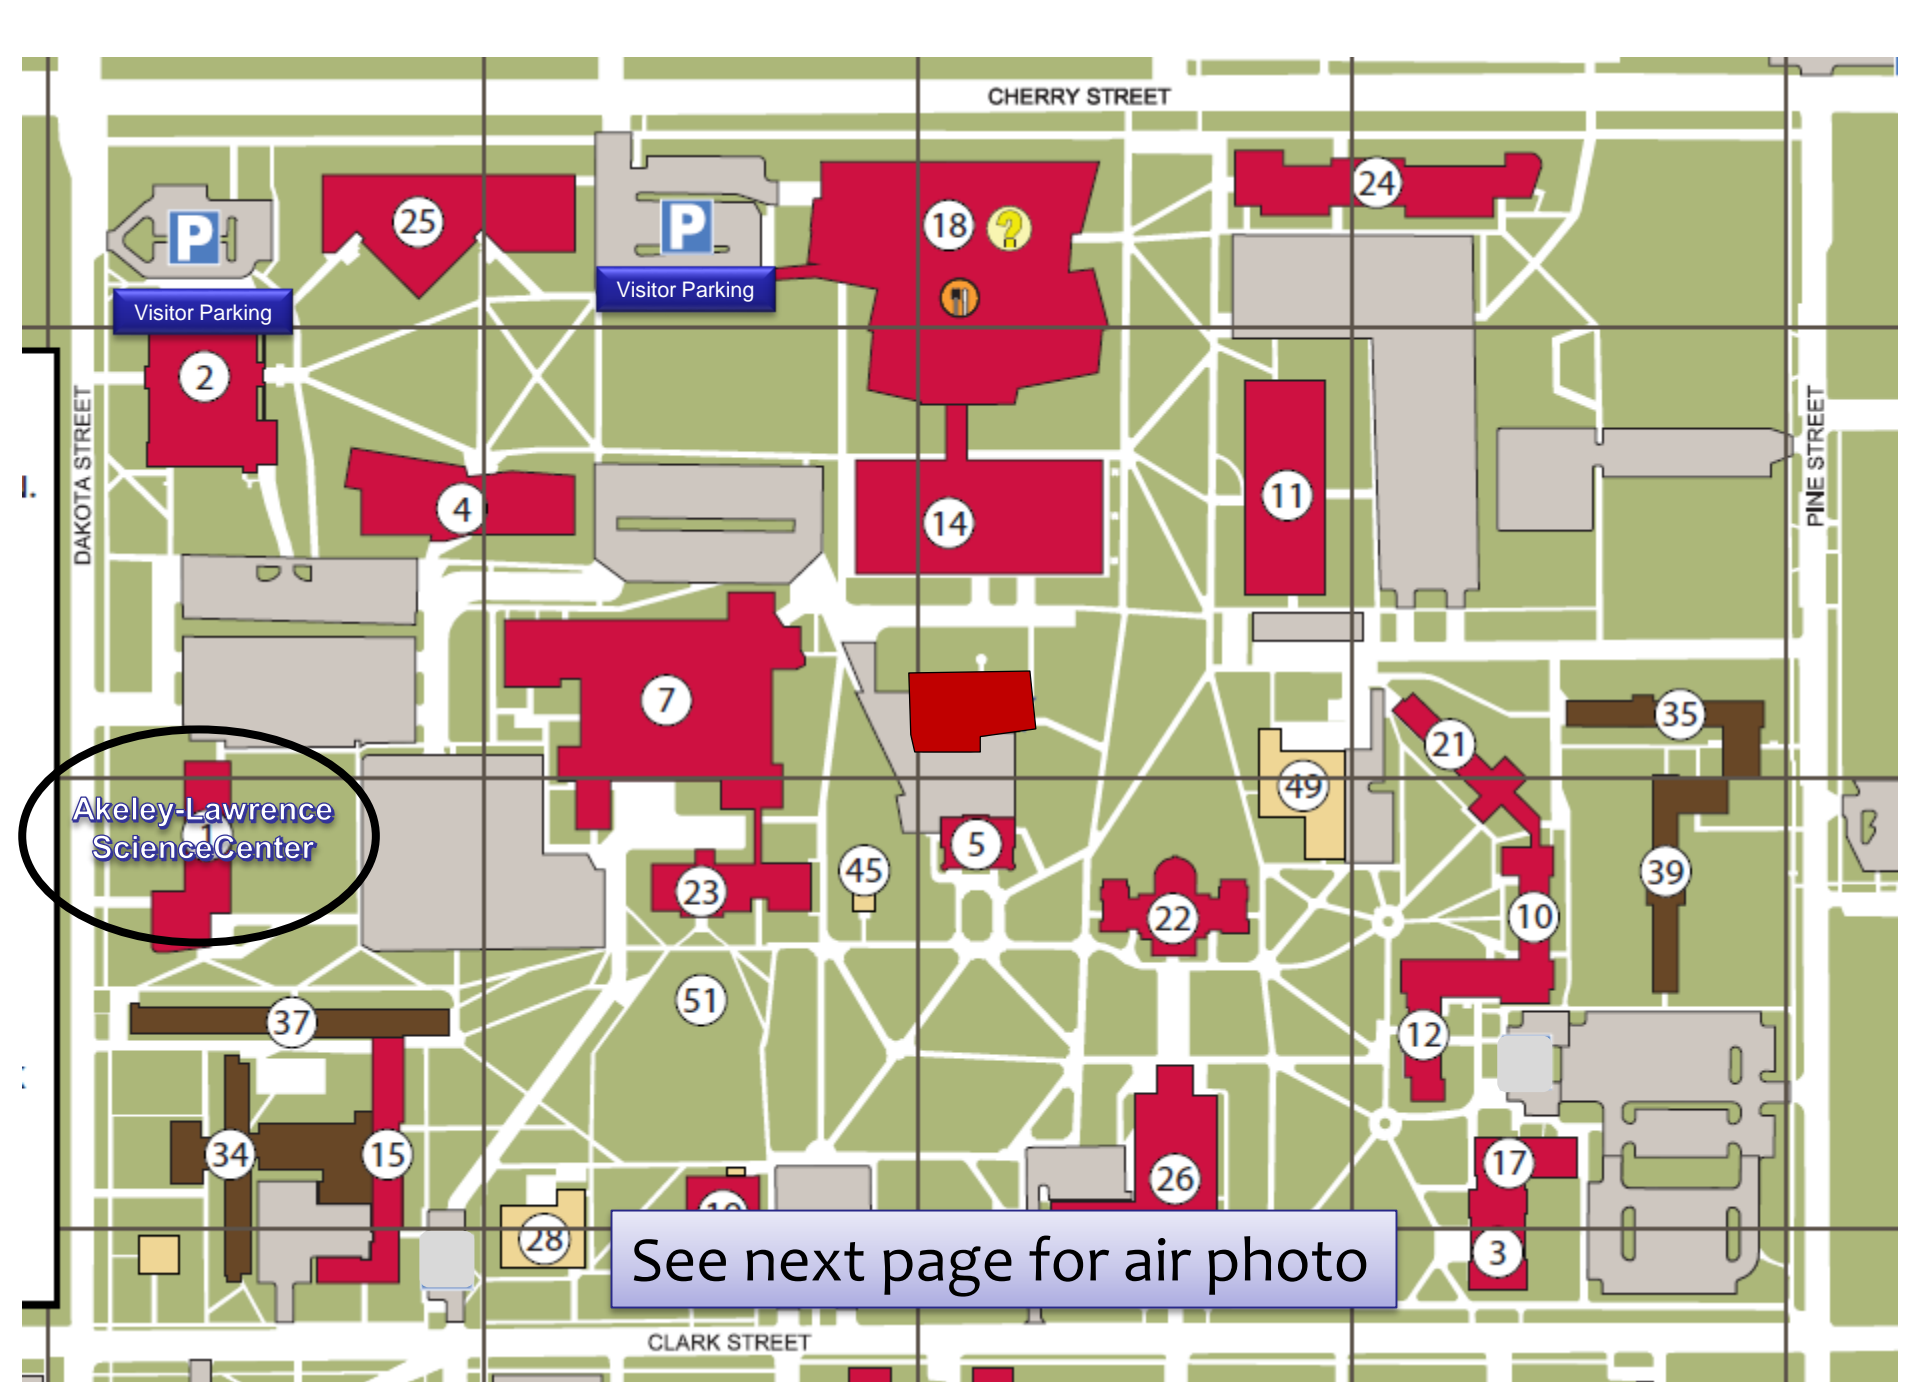 CHERRY STREET
24
25
18
?
P
P
Visitor Parking
Visitor Parking
2
DAKOTA STREET
PINE STREET
4
14
11
7
21
35
49
Akeley-Lawrence
1
ScienceCenter
5
45
23
22
10
39
51
37
12
34
15
26
17
19
28
3
See next page for air photo
CLARK STREET